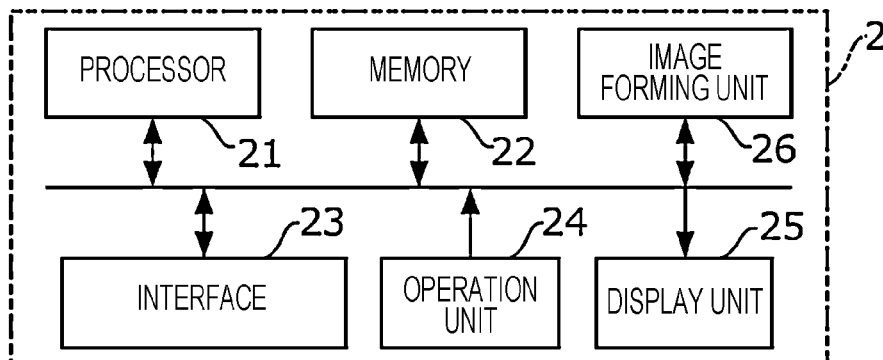 PROCESSOR
21
MEMORY
22
IMAGE
FORMING UNIT
26
2
INTERFACE
23
OPERATION
UNIT
24
DISPLAY UNIT
25